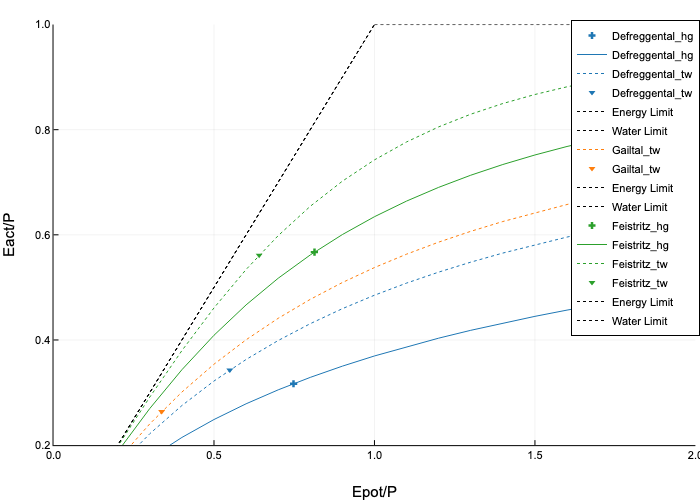 1.0
0.8
0.6
0.4
0.2
Eact/P
0.0
0.5
1.0
1.5
2.0
Epot/P
Defreggental_hg
Defreggental_hg
Defreggental_tw
Defreggental_tw
Energy Limit
Water Limit
Gailtal_tw
Gailtal_tw
Energy Limit
Water Limit
Feistritz_hg
Feistritz_hg
Feistritz_tw
Feistritz_tw
Energy Limit
Water Limit